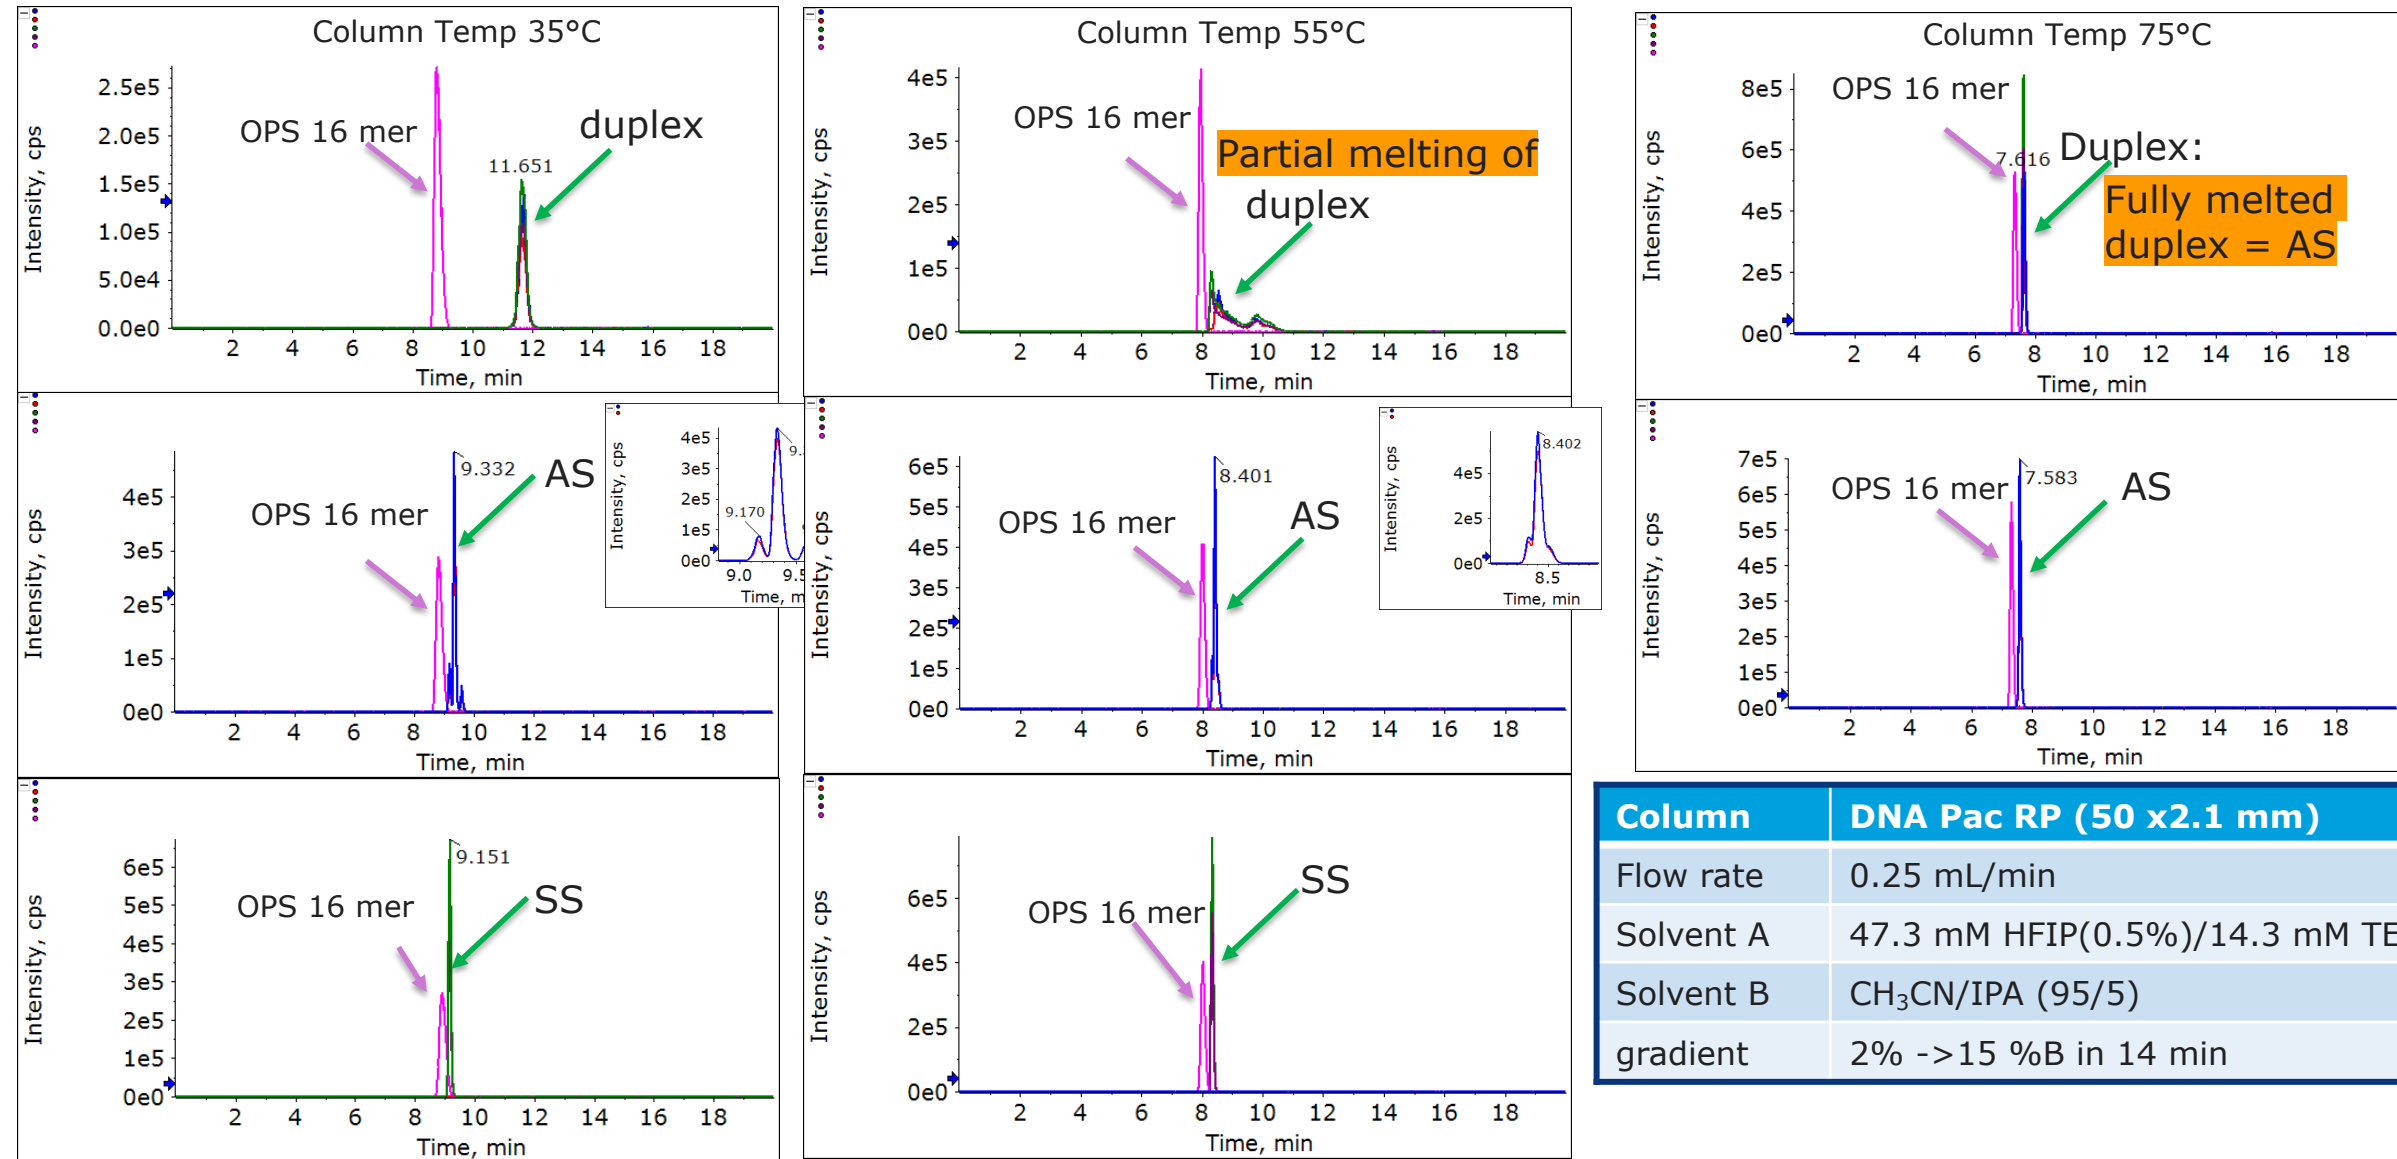 Column Temp 35°C
Intensity, cps
2.5e5
2.0e5
1.5e5
1.0e5
5.0e4
0.0e0
OPS 16 mer
duplex
11.651
2 4 6 8 10 12 14 16 18
Time, min
Column Temp 55°C
Intensity, cps
4e5
3e5
2e5
1e5
0e0
OPS 16 mer
Partial melting of
duplex
2 4 6 8 10 12 14 16 18
Time, min
Column Temp 75°C
Intensity, cps
8e5
6e5
4e5
2e5
0e0
OPS 16 mer
7.616
Duplex:
Fully melted
duplex = AS
2 4 6 8 10 12 14 16 18
Time, min
Intensity, cps
4e5
3e5
2e5
1e5
0e0
OPS 16 mer
9.332
AS
2 4 6 8 10 12 14 16 18
Time, min
Intensity, cps
4e5
3e5
2e5
1e5
0e0
9.170
9.0
Time,
Intensity, cps
6e5
5e5
4e5
3e5
2e5
1e5
0e0
OPS 16 mer
8.401
AS
2 4 6 8 10 12 14 16 18
Time, min
Intensity, cps
4e5
2e5
0e0
8.402
8.5
Time, min
Intensity, cps
7e5
6e5
5e5
4e5
3e5
2e5
1e5
0e0
OPS 16 mer
7.583
AS
2 4 6 8 10 12 14 16 18
Time, min
Intensity, cps
6e5
5e5
4e5
3e5
2e5
1e5
0e0
OPS 16 mer
9.151
SS
2 4 6 8 10 12 14 16 18
Time, min
Intensity, cps
6e5
4e5
2e5
0e0
OPS 16 mer
SS
2 4 6 8 10 12 14 16 18
Time, min
Column DNA Pac RP (50 x2.1 mm)
Flow rate 0.25 mL/min
Solvent A 47.3 mM HFIP(0.5%)/14.3 mM TE
Solvent B CH₃CN/IPA (95/5)
gradient 2% ->15 %B in 14 min